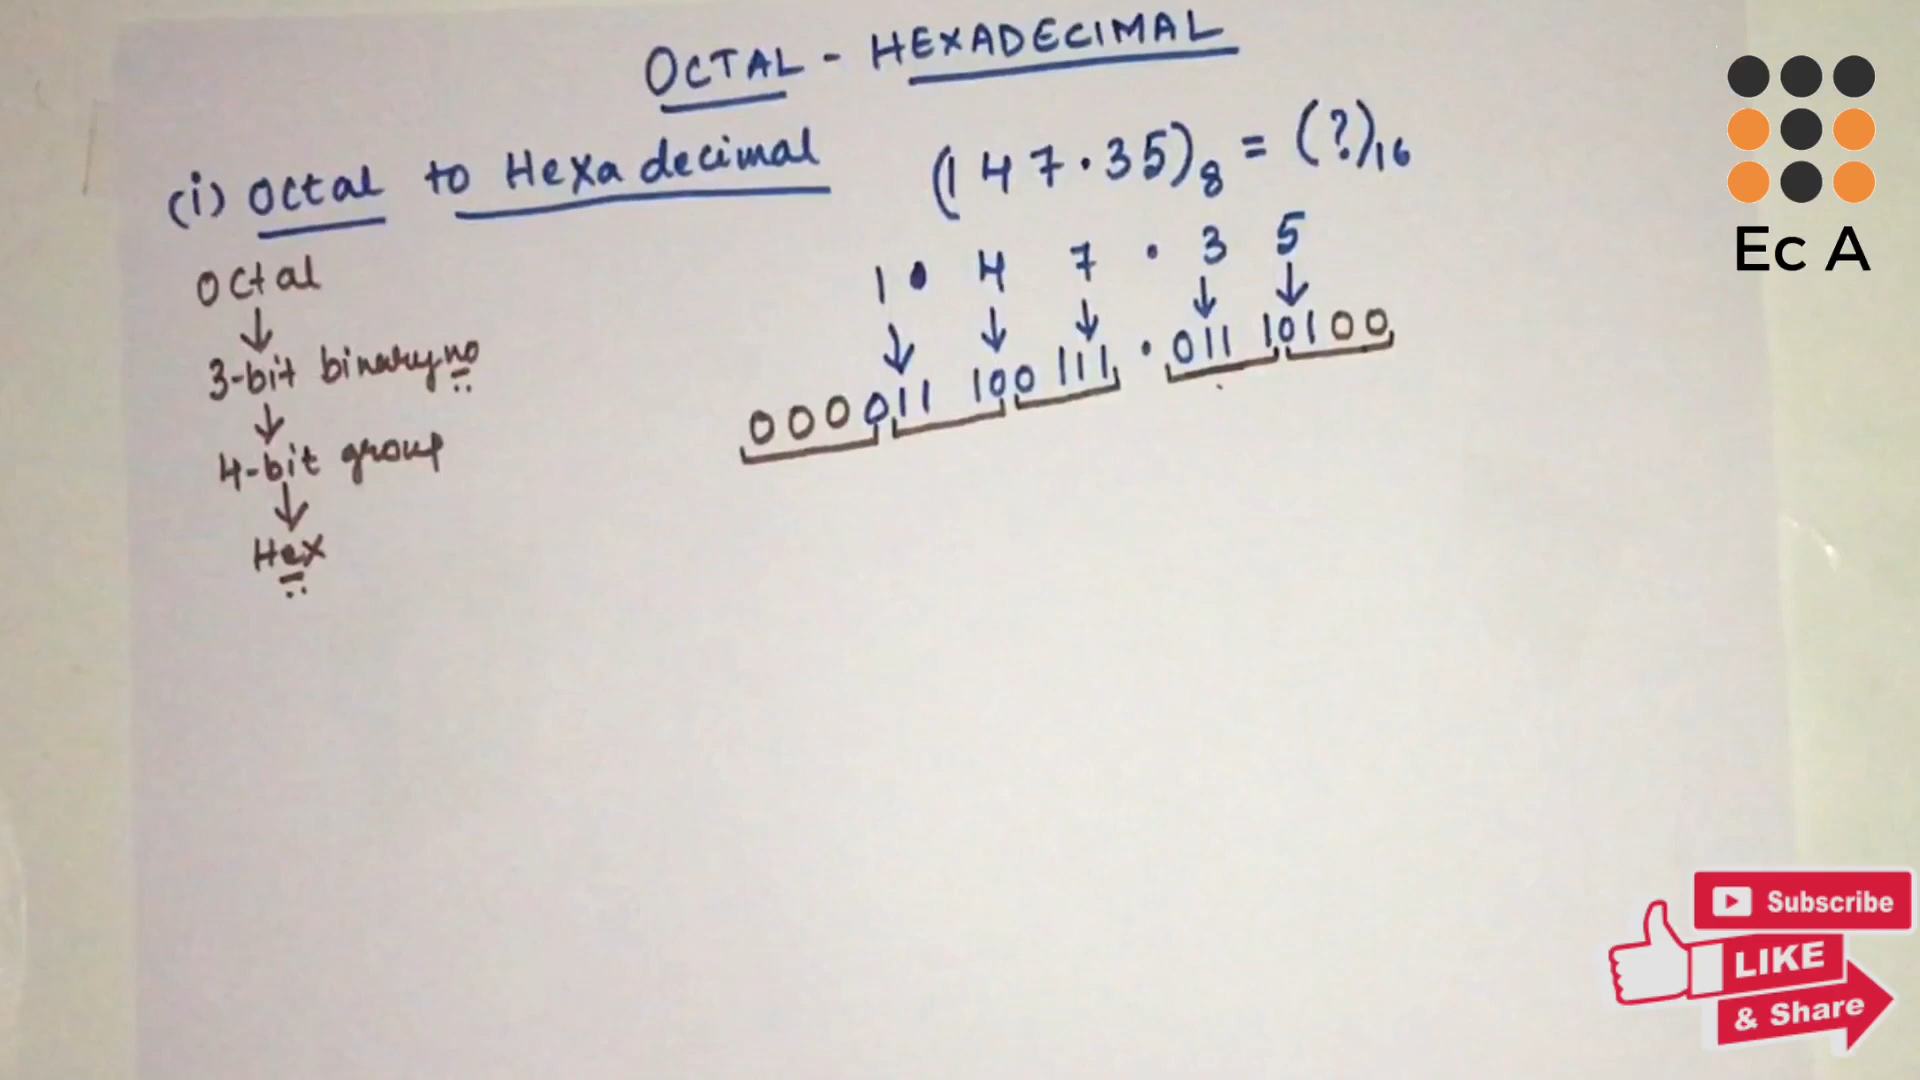 OCTAL - HEXADECIMAL
(i) Octal to Hexadecimal
(147.35)8 = (?)16
1 . 4 7 . 3 5
000011 100 111 . 011 10100
Octal
↓
3-bit binary no
↓
4-bit group
↓
Hex
Ec A
Subscribe
LIKE
& Share